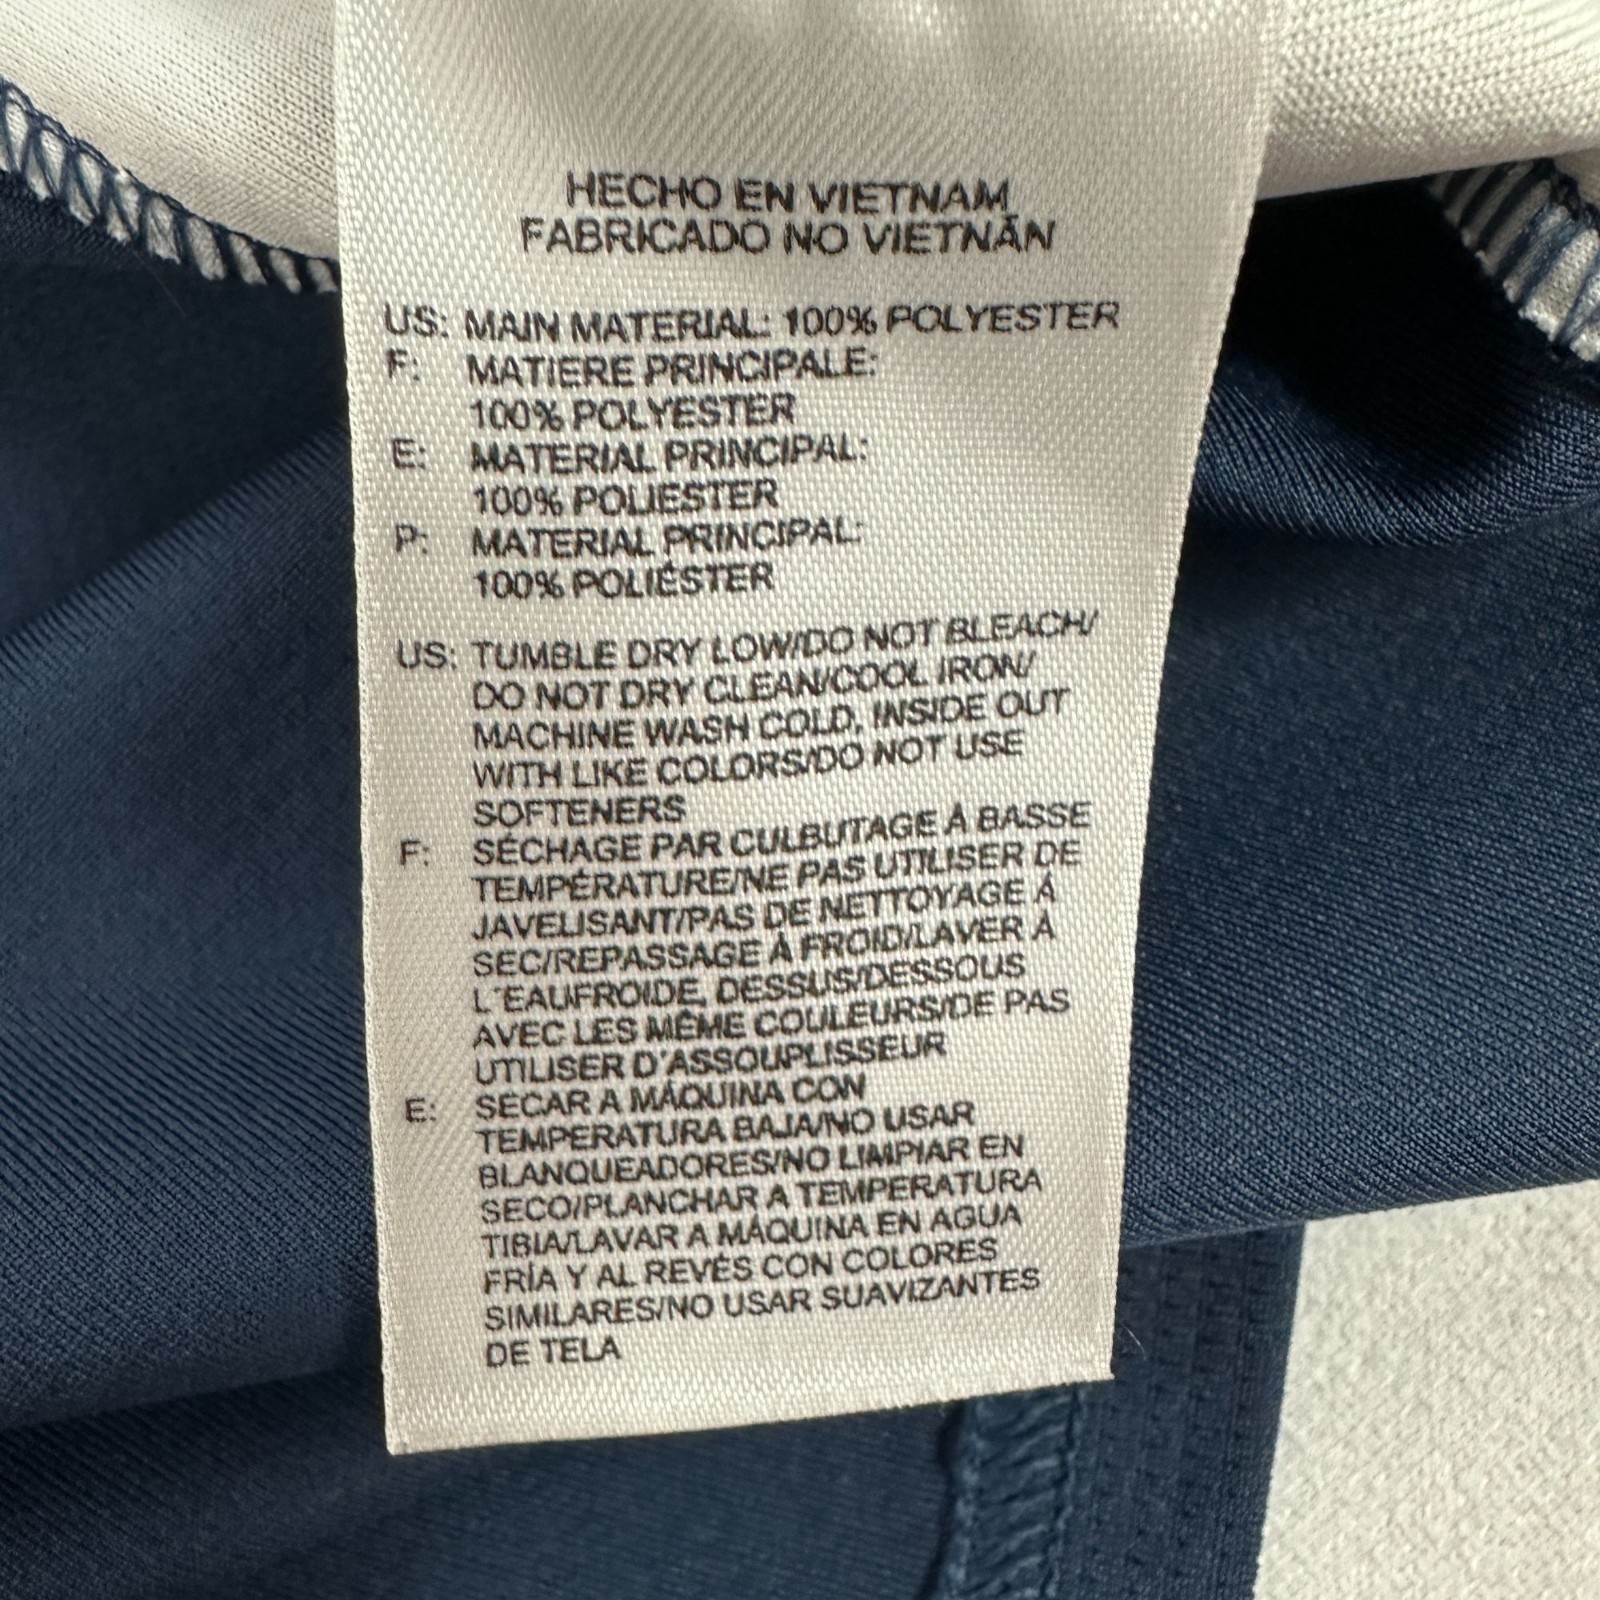 HECHO EN VIETNAM
FABRICADO NO VIETNÃN
US: MAIN MATERIAL: 100% POLYESTER
F: MATIERE PRINCIPALE:
100% POLYESTER
E: MATERIAL PRINCIPAL:
100% POLIESTER
P: MATERIAL PRINCIPAL:
100% POLIÉSTER
US: TUMBLE DRY LOW/DO NOT BLEACH/
DO NOT DRY CLEAN/COOL IRON/
MACHINE WASH COLD, INSIDE OUT
WITH LIKE COLORS/DO NOT USE
SOFTENERS
F: SÉCHAGE PAR CULBUTAGE À BASSE
TEMPÉRATURE/NE PAS UTILISER DE
JAVELISANT/PAS DE NETTOYAGE À
SEC/REPASSAGE À FROID/LAVER À
L'EAUFROIDE, DESSUS/DESSOUS
AVEC LES MÊME COULEURS/DE PAS
UTILISER D'ASSOUPLISSEUR
E: SECAR A MÁQUINA CON
TEMPERATURA BAJA/NO USAR
BLANQUEADORES/NO LIMPIAR EN
SECO/PLANCHAR A TEMPERATURA
TIBIA/LAVAR A MÁQUINA EN AGUA
FRÍA Y AL REVÉS CON COLORES
SIMILARES/NO USAR SUAVIZANTES
DE TELA